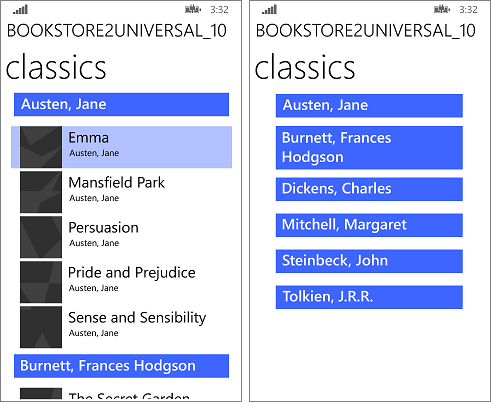 3:32
BOOKSTORE2UNIVERSAL_10
classics
Austen, Jane
Emma
Austen, Jane
Mansfield Park
Austen, Jane
Persuasion
Austen, Jane
Pride and Prejudice
Austen, Jane
Sense and Sensibility
Austen, Jane
Burnett, Frances Hodgson
The Secret Garden
3:32
BOOKSTORE2UNIVERSAL_10
classics
Austen, Jane
Burnett, Frances
Hodgson
Dickens, Charles
Mitchell, Margaret
Steinbeck, John
Tolkien, J.R.R.